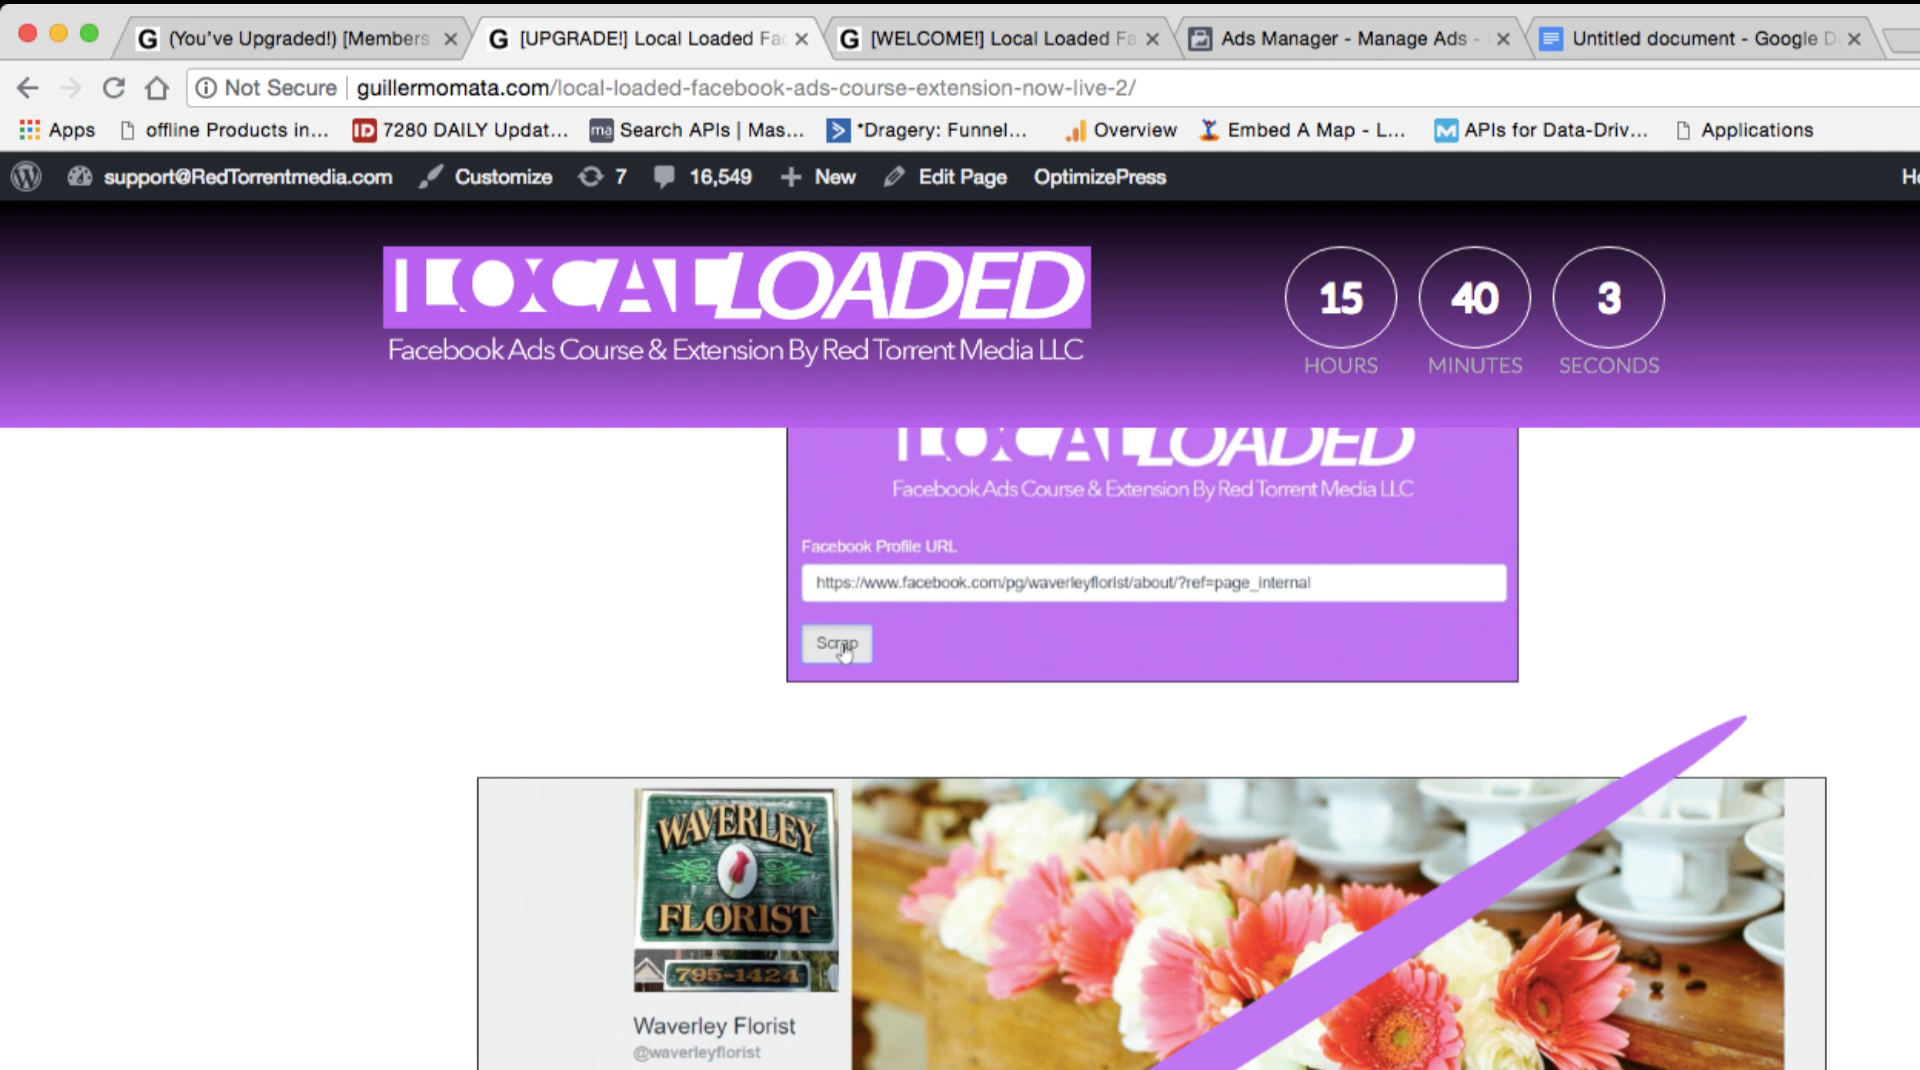 (You've Upgraded!) [Members
[UPGRADE!] Local Loaded Fac
[WELCOME!] Local Loaded Fa
Ads Manager - Manage Ads -
Untitled document - Google D
Not Secure | guillermomata.com/local-loaded-facebook-ads-course-extension-now-live-2/
Apps offline Products in... 7280 DAILY Updat... Search APIs | Mas... *Dragery: Funnel... Overview Embed A Map - L... APIs for Data-Driv... Applications
support@RedTorrentmedia.com Customize 7 16,549 New Edit Page OptimizePress
LOCALLOADED
Facebook Ads Course & Extension By Red Torrent Media LLC
15 40 3
HOURS MINUTES SECONDS
LOCALLOADED
Facebook Ads Course & Extension By Red Torrent Media LLC
Facebook Profile URL
https://www.facebook.com/pg/waverleyflorist/about/?ref=page_internal
Scrap
WAVERLEY
FLORIST
795-1424
Waverley Florist
@waverleyflorist